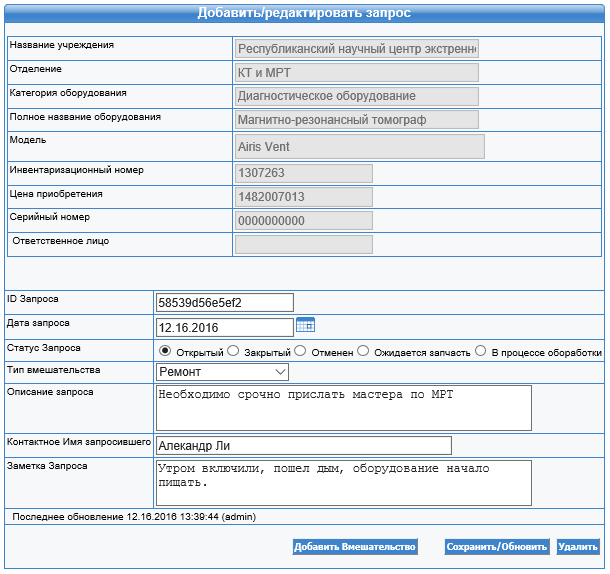 Добавить/редактировать запрос
Название учреждения Республиканский научный центр экстренн
Отделение КТ и МРТ
Категория оборудования Диагностическое оборудование
Полное название оборудования Магнитно-резонансный томограф
Модель Airis Vent
Инвентаризационный номер 1307263
Цена приобретения 1482007013
Серийный номер 0000000000
Ответственное лицо
ID Запроса 58539d56e5ef2
Дата запроса 12.16.2016
Статус Запроса Открытый Закрытый Отменен Ожидается запчасть В процессе обоработки
Тип вмешательства Ремонт
Описание запроса Необходимо срочно прислать мастера по МРТ
Контактное Имя запросившего Алекандр Ли
Заметка Запроса Утром включили, пошел дым, оборудование начало
пищать.
Последнее обновление 12.16.2016 13:39:44 (admin)
Добавить Вмешательство Сохранить/Обновить Удалить